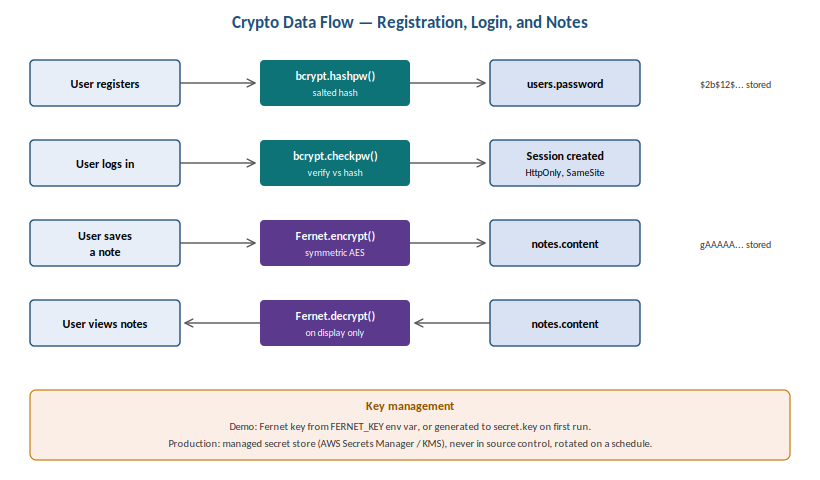 Crypto Data Flow — Registration, Login, and Notes
User registers
bcrypt.hashpw()
salted hash
users.password
$2b$12$... stored
User logs in
bcrypt.checkpw()
verify vs hash
Session created
HttpOnly, SameSite
User saves
a note
Fernet.encrypt()
symmetric AES
notes.content
gAAAAA... stored
User views notes
Fernet.decrypt()
on display only
notes.content
Key management
Demo: Fernet key from FERNET_KEY env var, or generated to secret.key on first run.
Production: managed secret store (AWS Secrets Manager / KMS), never in source control, rotated on a schedule.